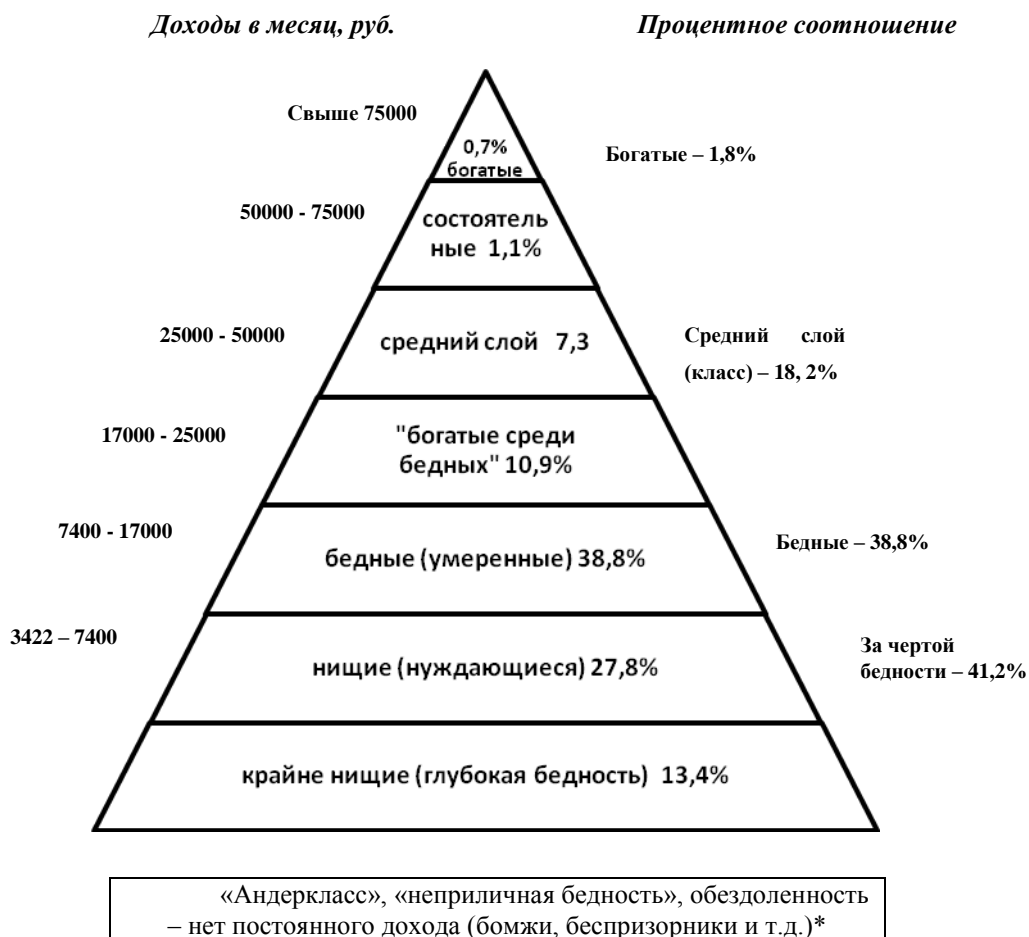 Доходы в месяц, руб. Процентное соотношение
Свыше 75000
0,7%
богатые
Богатые – 1,8%
50000 - 75000
состоятель
ные 1,1%
25000 - 50000
средний слой 7,3
Средний слой
(класс) – 18, 2%
17000 - 25000
"богатые среди
бедных" 10,9%
7400 - 17000
бедные (умеренные) 38,8%
Бедные – 38,8%
3422 – 7400
нищие (нуждающиеся) 27,8%
За чертой
бедности – 41,2%
крайне нищие (глубокая бедность) 13,4%
«Андеркласс», «неприличная бедность», обездоленность
– нет постоянного дохода (бомжи, беспризорники и т.д.)*